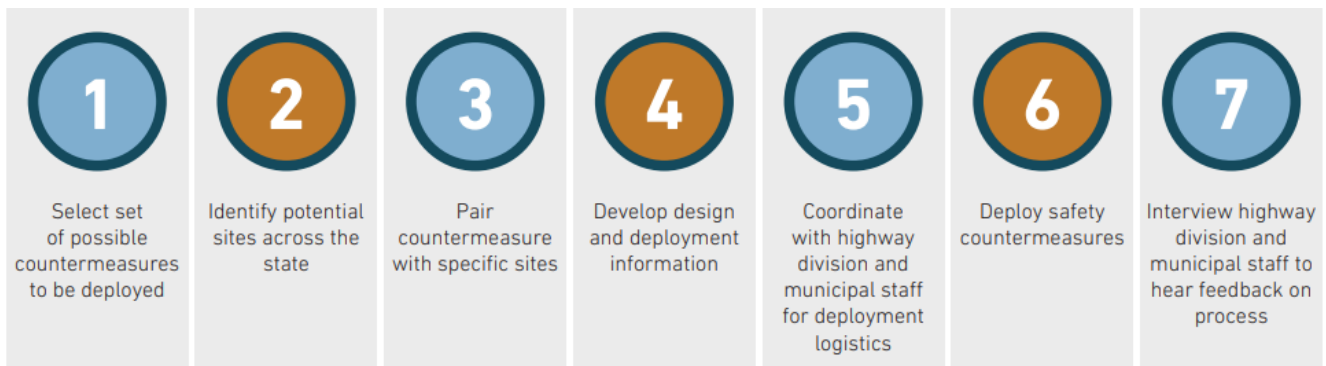 1
Select set
of possible
countermeasures
to be deployed
2
Identify potential
sites across the
state
3
Pair
countermeasure
with specific sites
4
Develop design
and deployment
information
5
Coordinate
with highway
division and
municipal staff
for deployment
logistics
6
Deploy safety
countermeasures
7
Interview highway
division and
municipal staff to
hear feedback on
process